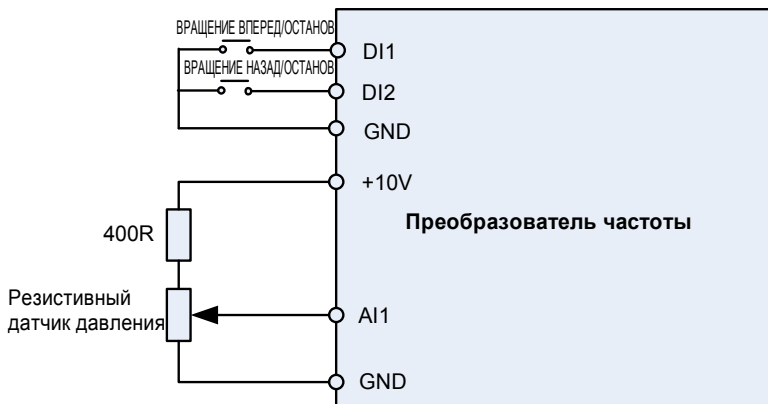 ВРАЩЕНИЕ ВПЕРЕД/ОСТАНОВ
DI1
ВРАЩЕНИЕ НАЗАД/ОСТАНОВ
DI2
GND
+10V
Преобразователь частоты
400R
Резистивный
датчик давления
AI1
GND